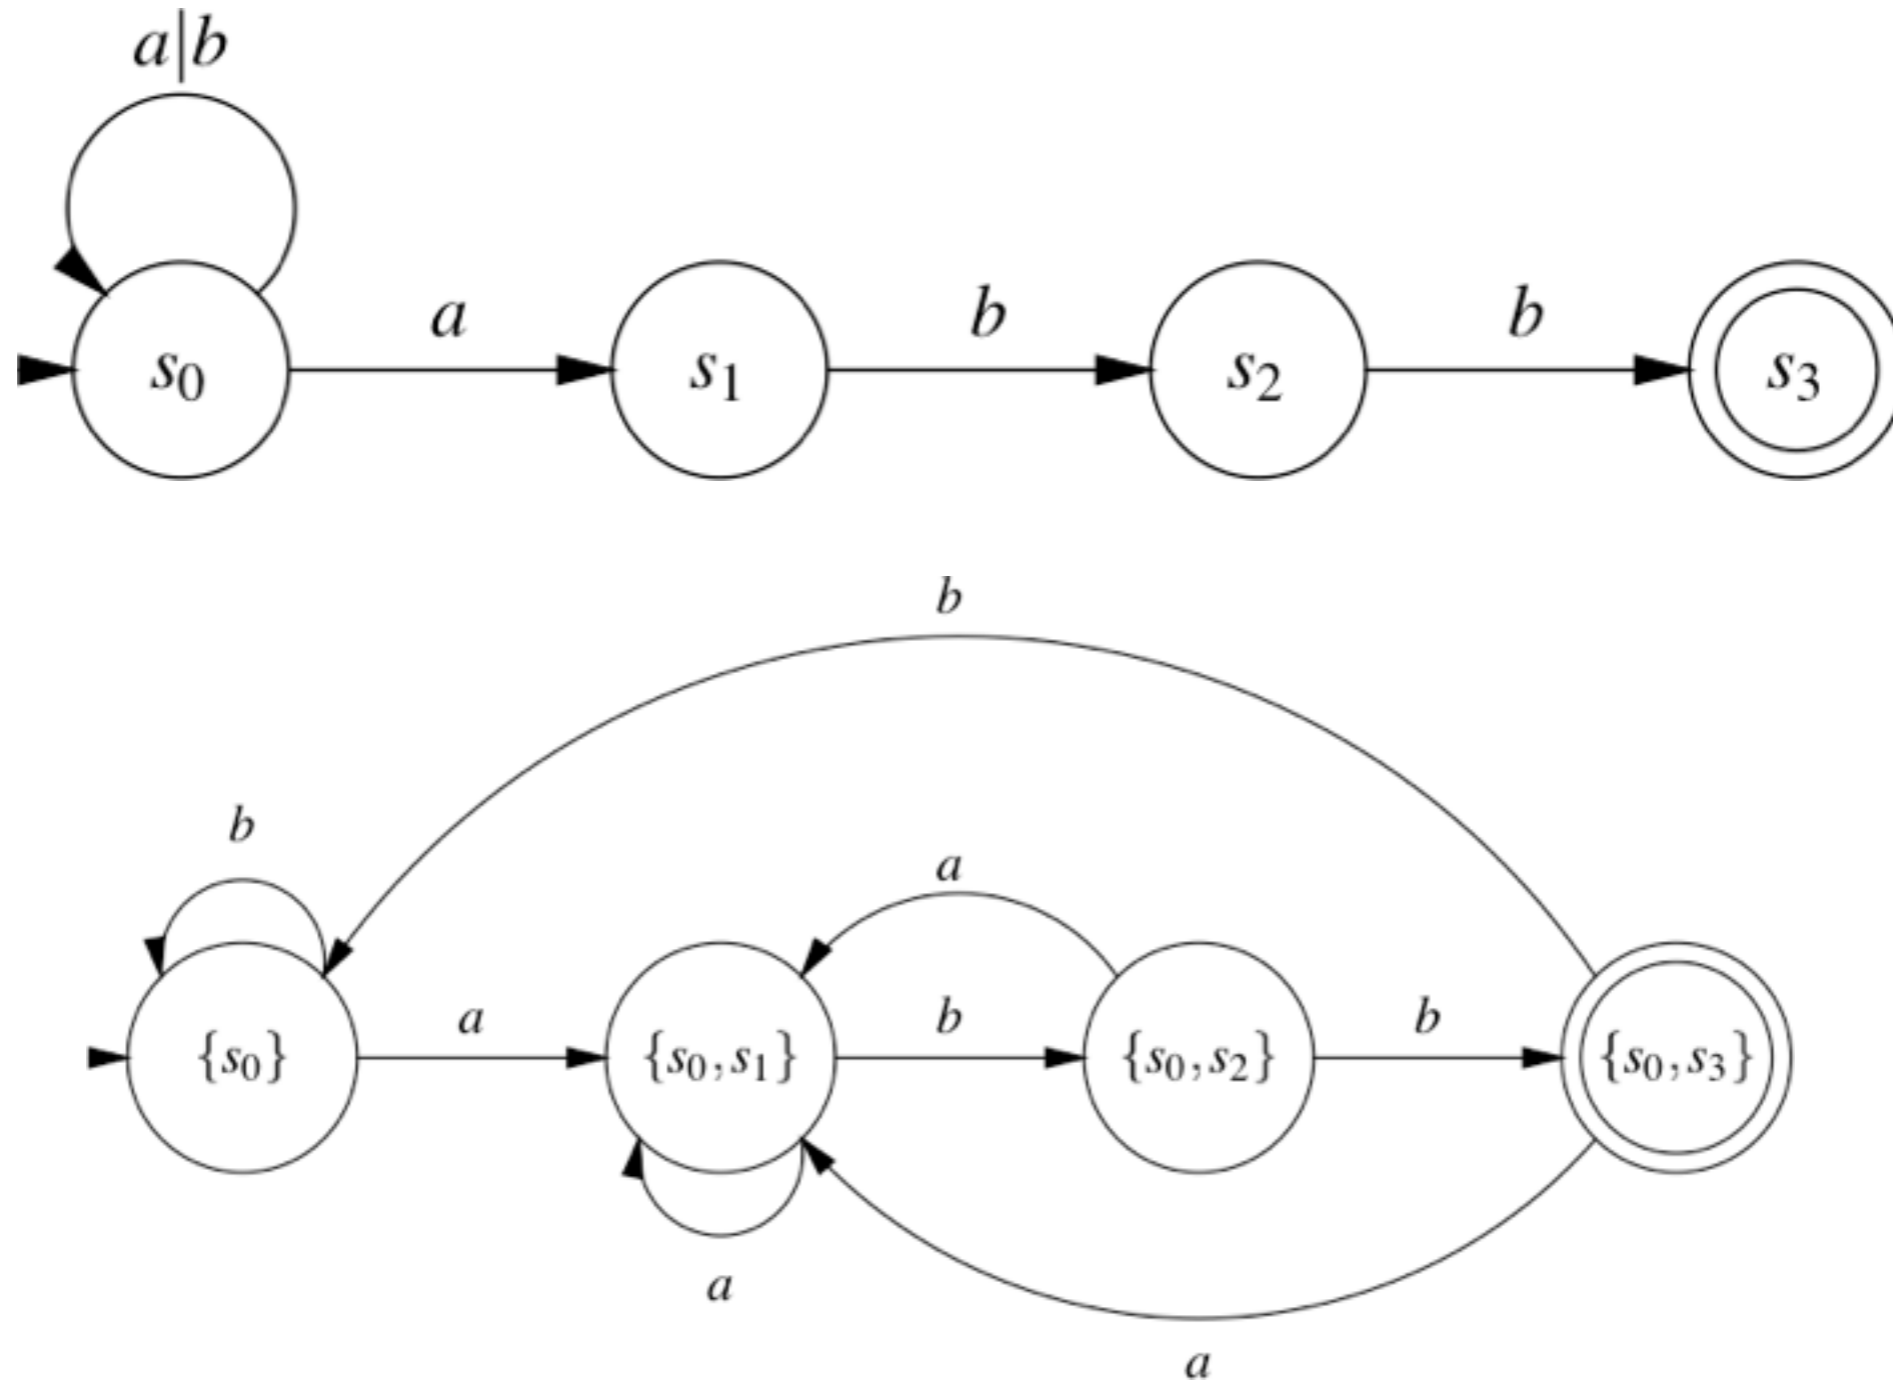 a|b
a b b
s₀ s₁ s₂ s₃
b
b
a
a b b
{s₀} {s₀, s₁} {s₀, s₂} {s₀, s₃}
a
a